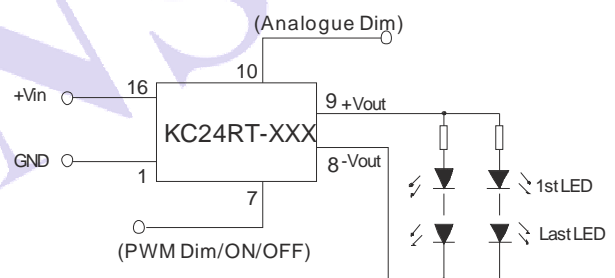 (Analogue Dim)
10
+Vin 16 9 +Vout
KC24RT-XXX
GND 1 8 -Vout
7
1st LED
Last LED
(PWM Dim/ON/OFF)